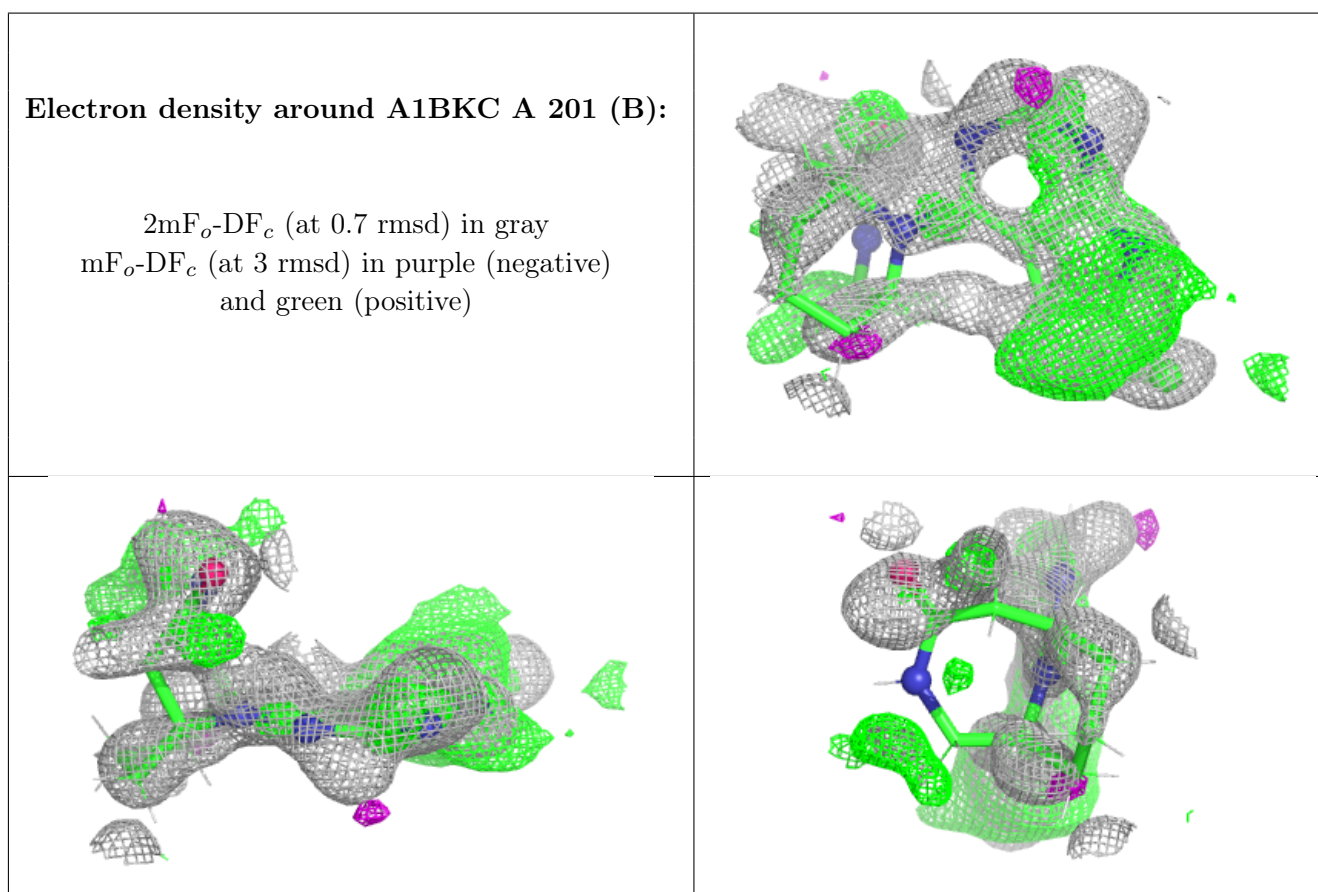 Electron density around A1BKC A 201 (B):
2mFo-DFc (at 0.7 rmsd) in gray
mFo-DFc (at 3 rmsd) in purple (negative)
and green (positive)